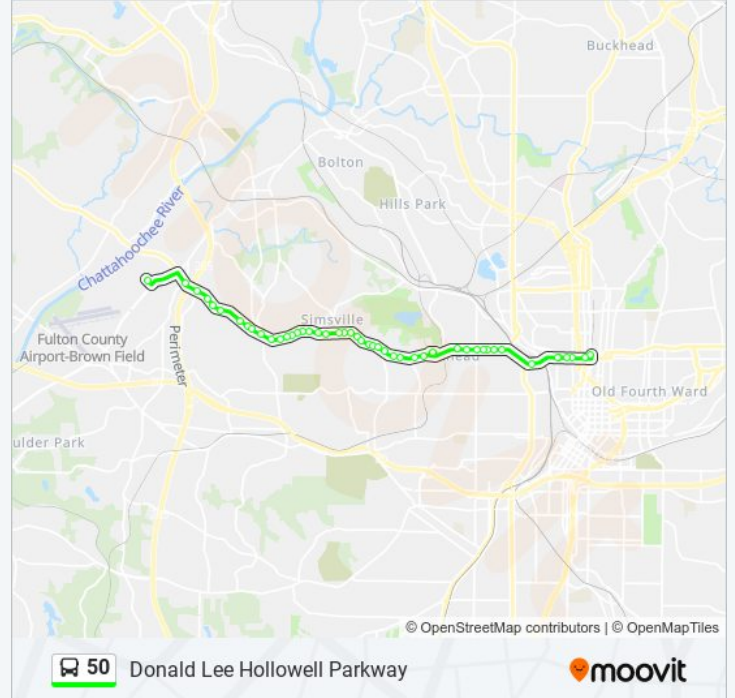 Buckhead
Bolton
Hills Park
Chattahoochee River
Simsville
Fulton County
Airport-Brown Field
Perimeter
Old Fourth Ward
ulder Park
© OpenStreetMap contributors | © OpenMapTiles
50 Donald Lee Hollowell Parkway
moovit